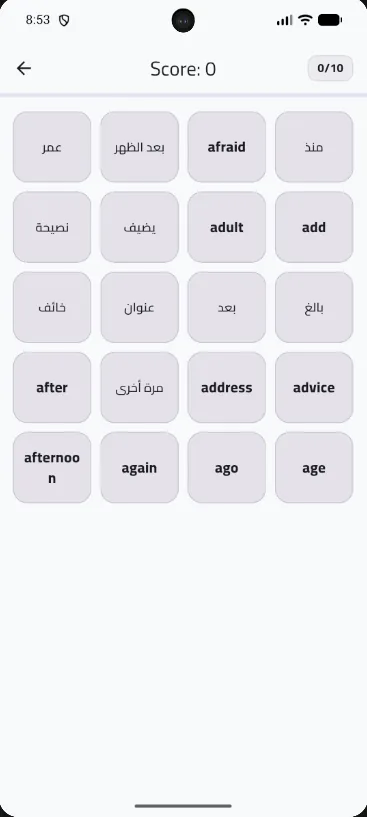 8:53
Score: 0
0/10
عمر
بعد الظهر
afraid
منذ
نصيحة
يضيف
adult
add
خائف
عنوان
بعد
بالغ
after
مرة أخرى
address
advice
afternoo
n
again
ago
age